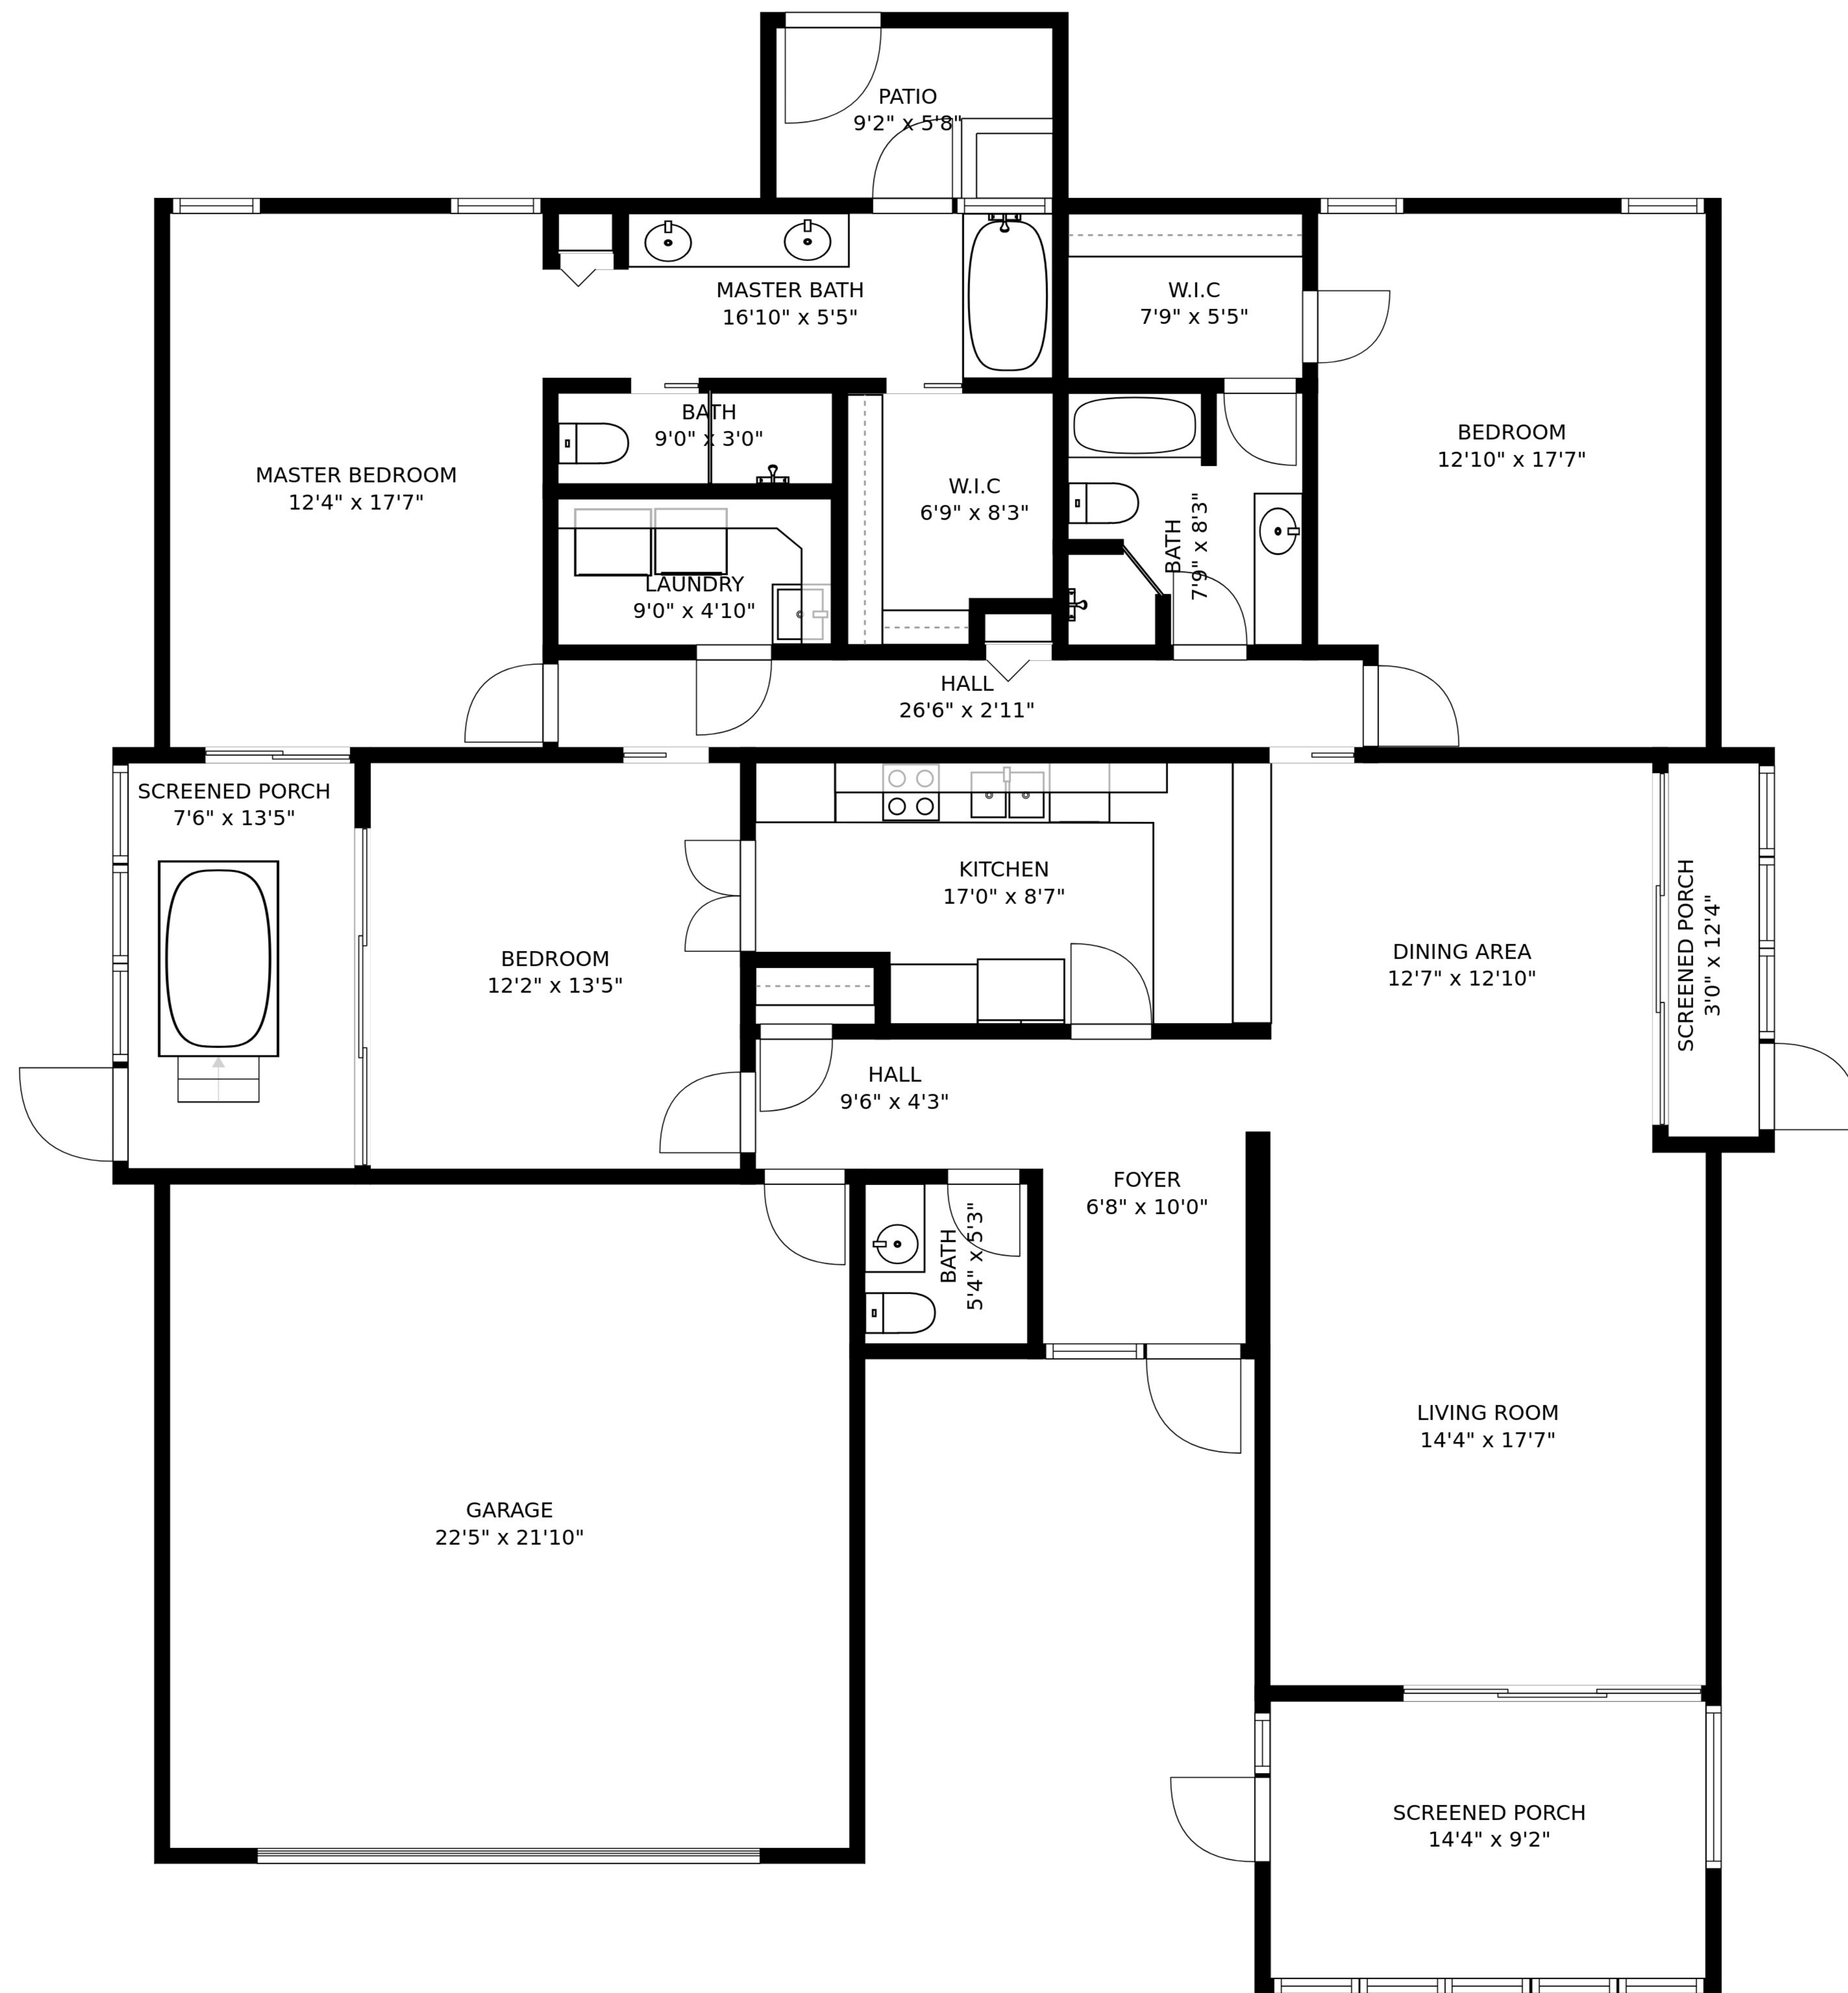 PATIO
9'2" x 5'8"
MASTER BATH
16'10" x 5'5"
W.I.C
7'9" x 5'5"
BATH
9'0" x 3'0"
BEDROOM
12'10" x 17'7"
MASTER BEDROOM
12'4" x 17'7"
W.I.C
6'9" x 8'3"
BATH
7'9" x 8'3"
LAUNDRY
9'0" x 4'10"
HALL
26'6" x 2'11"
SCREENED PORCH
7'6" x 13'5"
KITCHEN
17'0" x 8'7"
BEDROOM
12'2" x 13'5"
DINING AREA
12'7" x 12'10"
SCREENED PORCH
3'0" x 12'4"
HALL
9'6" x 4'3"
FOYER
6'8" x 10'0"
BATH
5'4" x 5'3"
LIVING ROOM
14'4" x 17'7"
GARAGE
22'5" x 21'10"
SCREENED PORCH
14'4" x 9'2"